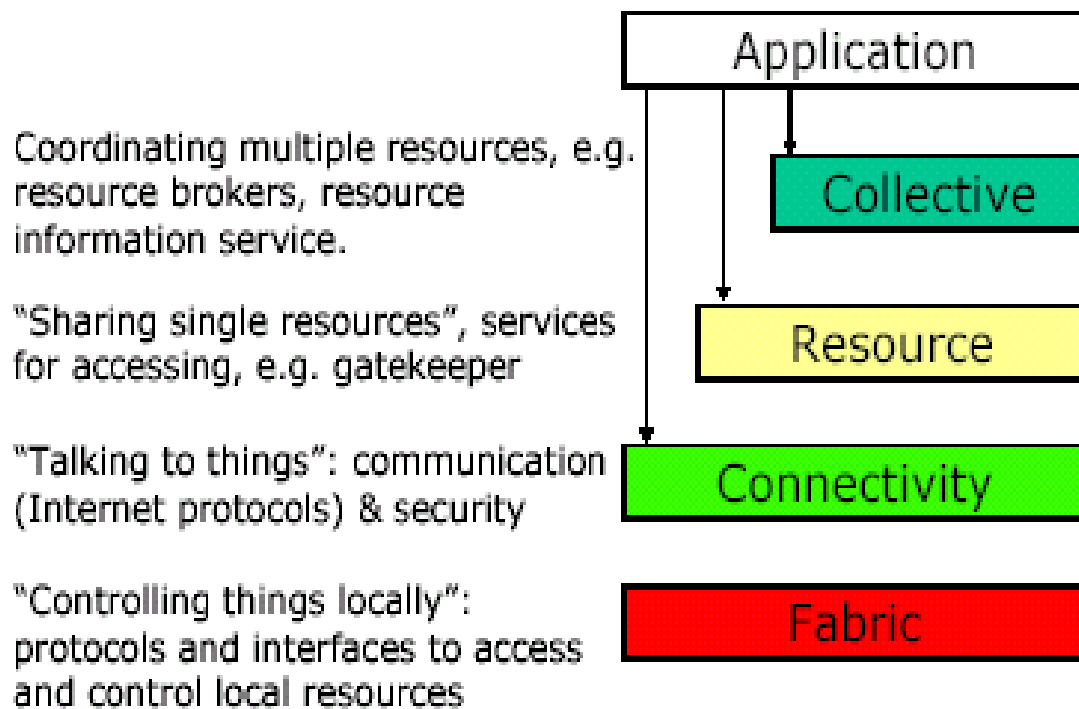 Application
Coordinating multiple resources, e.g.
resource brokers, resource
information service.
Collective
“Sharing single resources”, services
for accessing, e.g. gatekeeper
Resource
“Talking to things”: communication
(Internet protocols) & security
Connectivity
“Controlling things locally”:
protocols and interfaces to access
and control local resources
Fabric